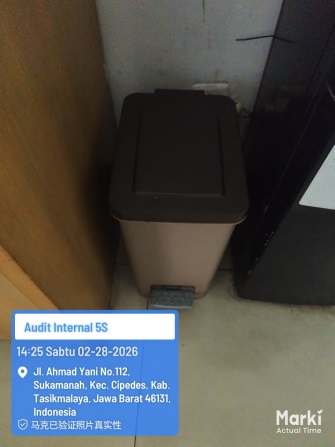 Audit Internal 5S
14:25 Sabtu 02-28-2026
Jl. Ahmad Yani No.112,
Sukamanah, Kec. Cipedes, Kab.
Tasikmalaya, Jawa Barat 46131,
Indonesia
马克已验证照片真实性
Marki
Actual Time